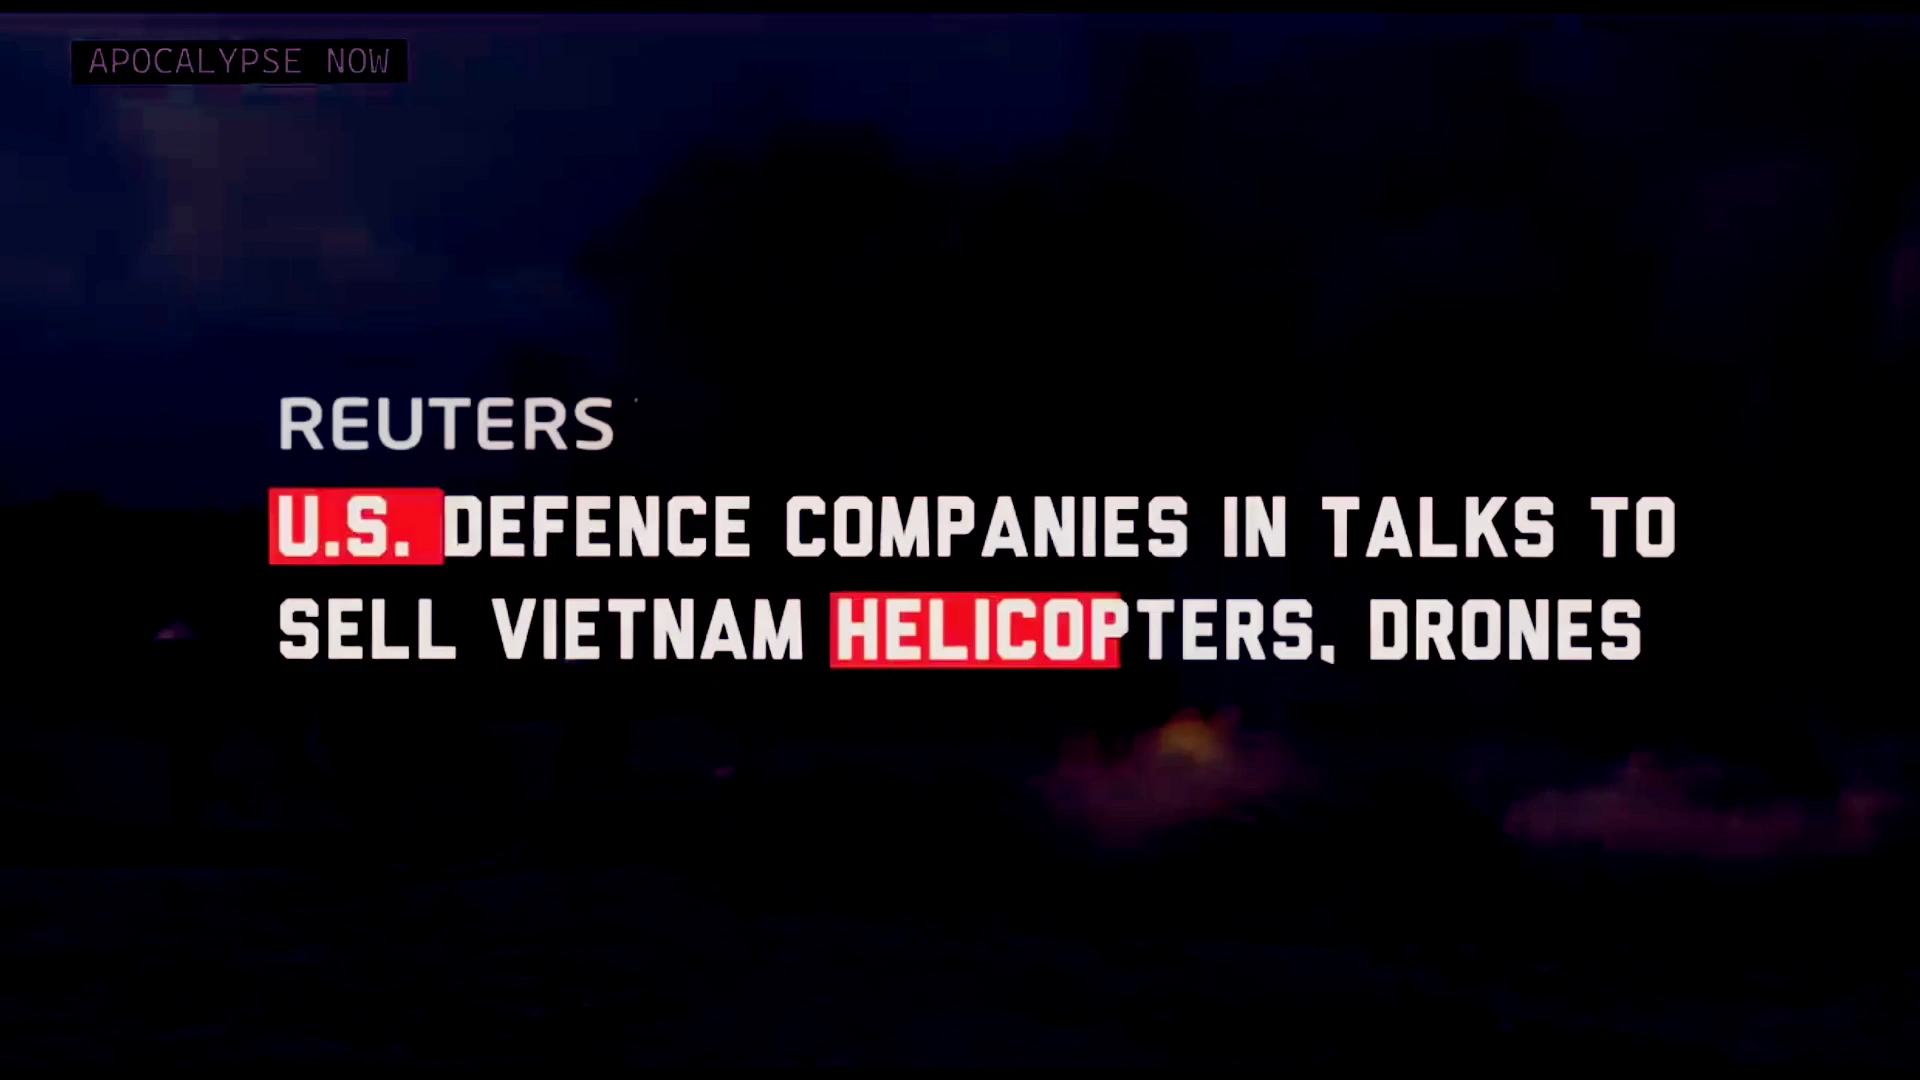 APOCALYPSE NOW
REUTERS
U.S. DEFENCE COMPANIES IN TALKS TO
SELL VIETNAM HELICOPTERS, DRONES